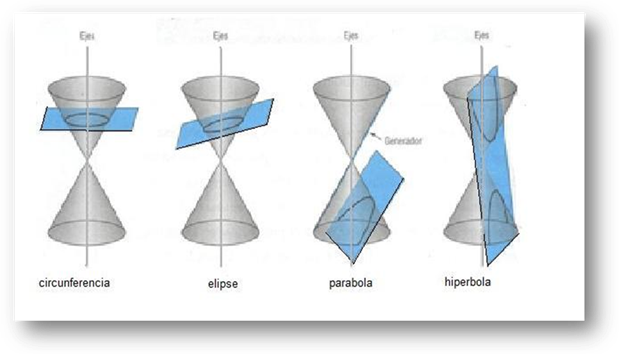 Ejes
Ejes
Ejes
Ejes
Generador
circunferencia
elipse
parabola
hiperbola